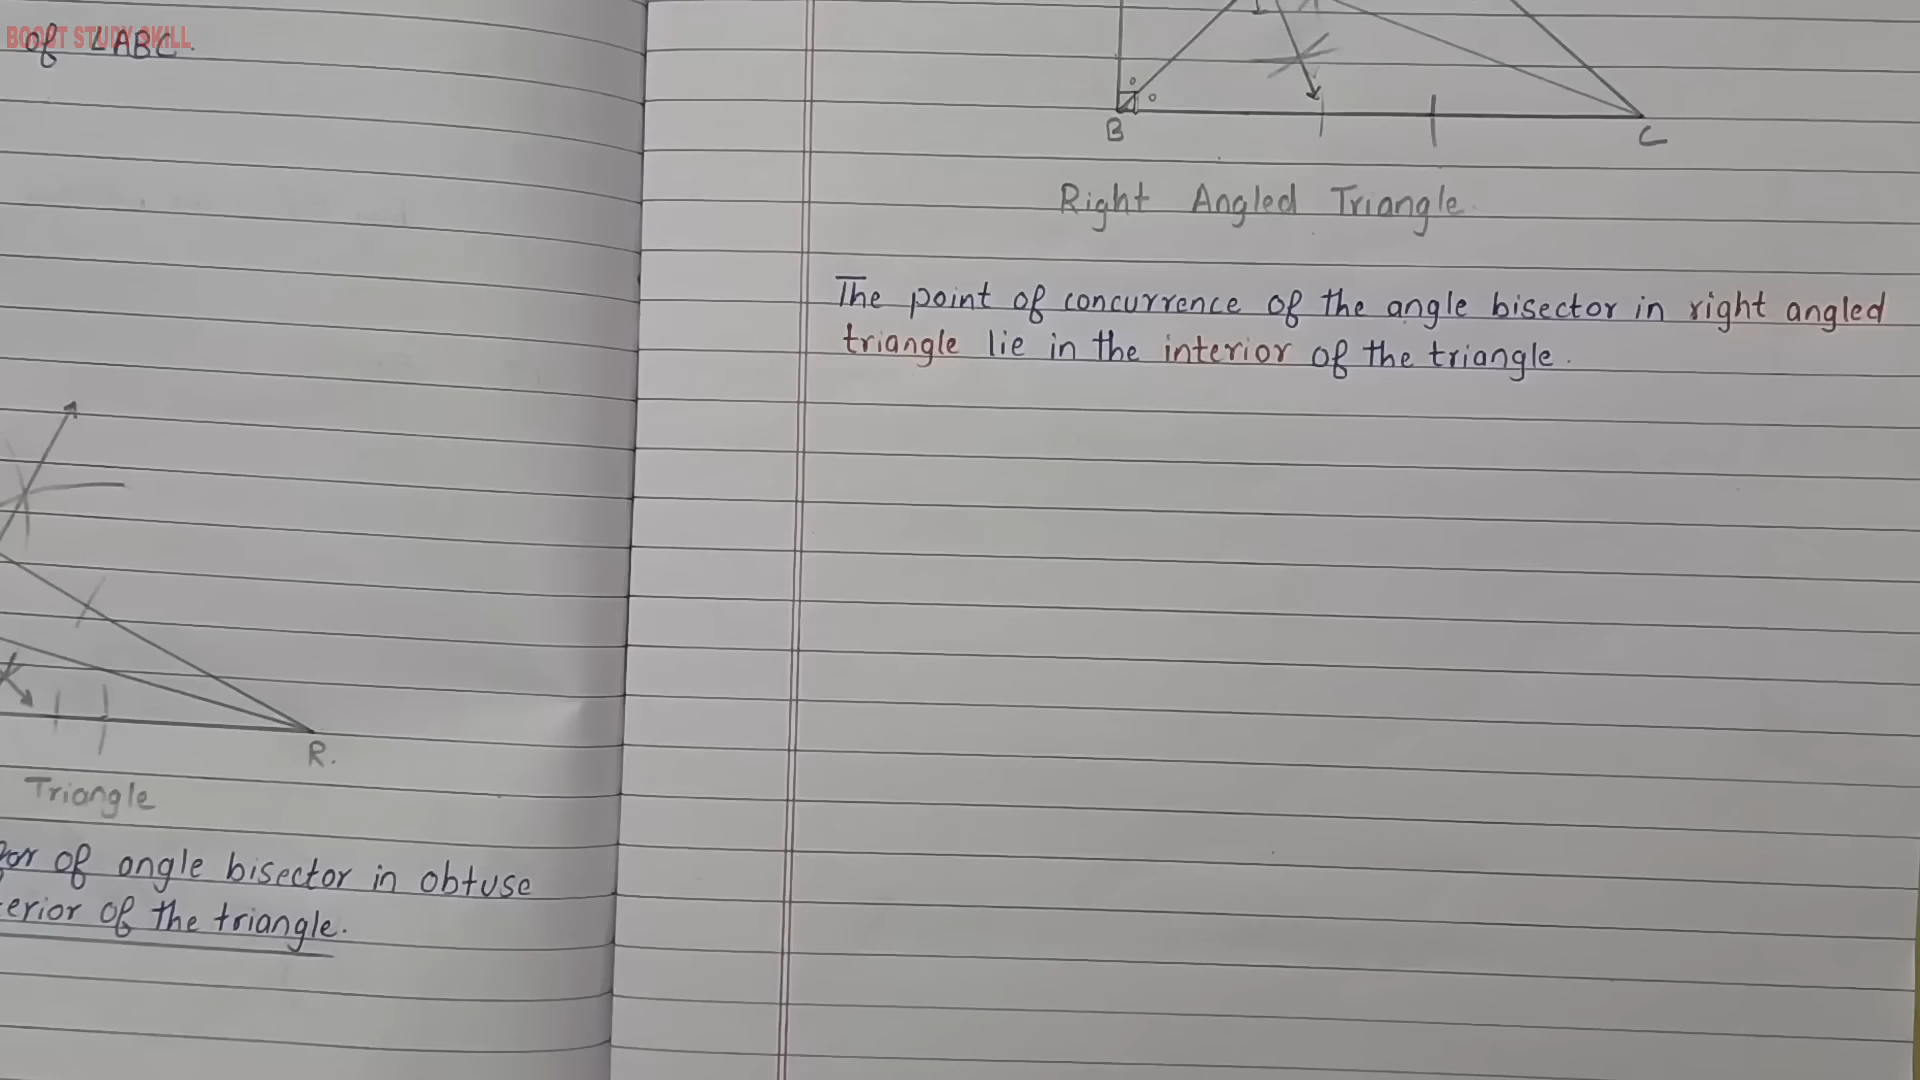 BOOST STUDY SKILL
of ∠ABC.
R.
Triangle
of angle bisector in obtuse
of the triangle.
B
C
Right Angled Triangle.
The point of concurrence of the angle bisector in right angled
triangle lie in the interior of the triangle.